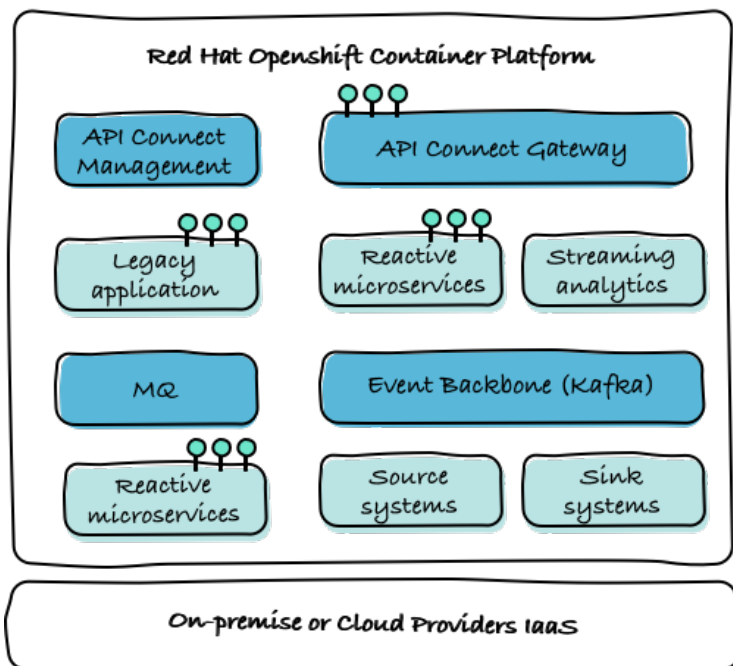 Red Hat Openshift Container Platform
API Connect
Management
API Connect Gateway
Legacy
application
Reactive
microservices
Streaming
analytics
MQ
Event Backbone (Kafka)
Reactive
microservices
Source
systems
Sink
systems
On-premise or Cloud Providers IaaS